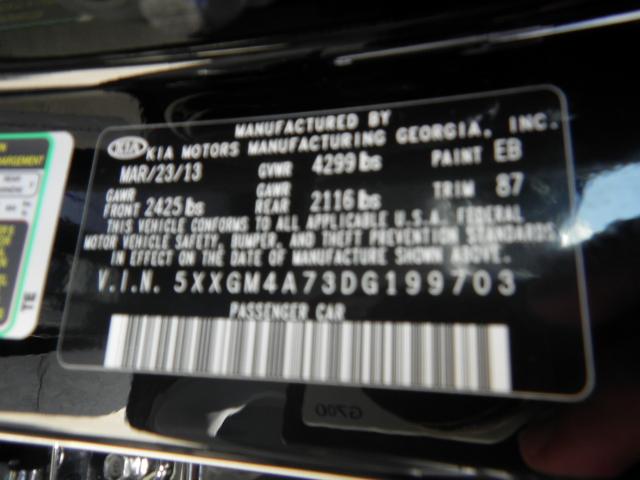 MANUFACTURED BY
KIA KIA MOTORS MANUFACTURING GEORGIA, INC.
MAR/23/13 GVWR 4299 lbs PAINT EB
GAWR FRONT 2425 lbs GAWR REAR 2116 lbs TRIM 87
THIS VEHICLE CONFORMS TO ALL APPLICABLE U.S.A. FEDERAL
MOTOR VEHICLE SAFETY, BUMPER, AND THEFT PREVENTION STANDARDS
IN EFFECT ON THE DATE OF MANUFACTURE SHOWN ABOVE.
V.I.N. 5XXGM4A73DG199703
PASSENGER CAR
G700